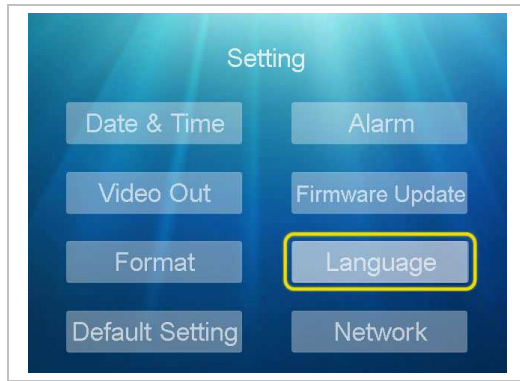 Setting
Date & Time
Alarm
Video Out
Firmware Update
Format
Language
Default Setting
Network